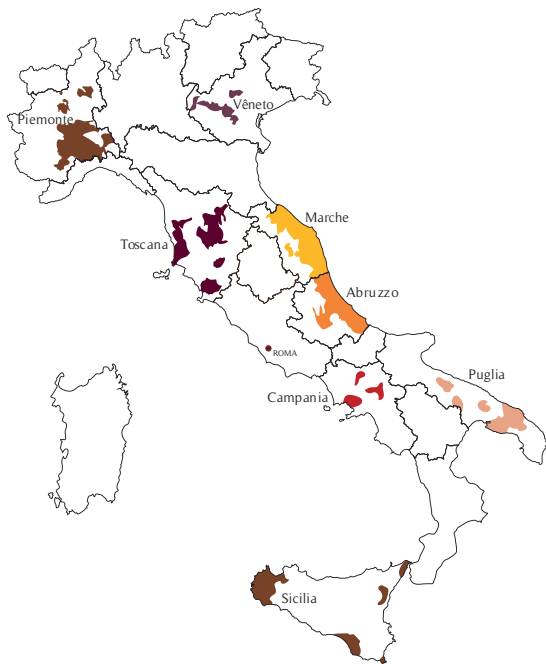 Vêneto
Piemonte
Marche
Toscana
Abruzzo
ROMA
Puglia
Campania
Sicilia